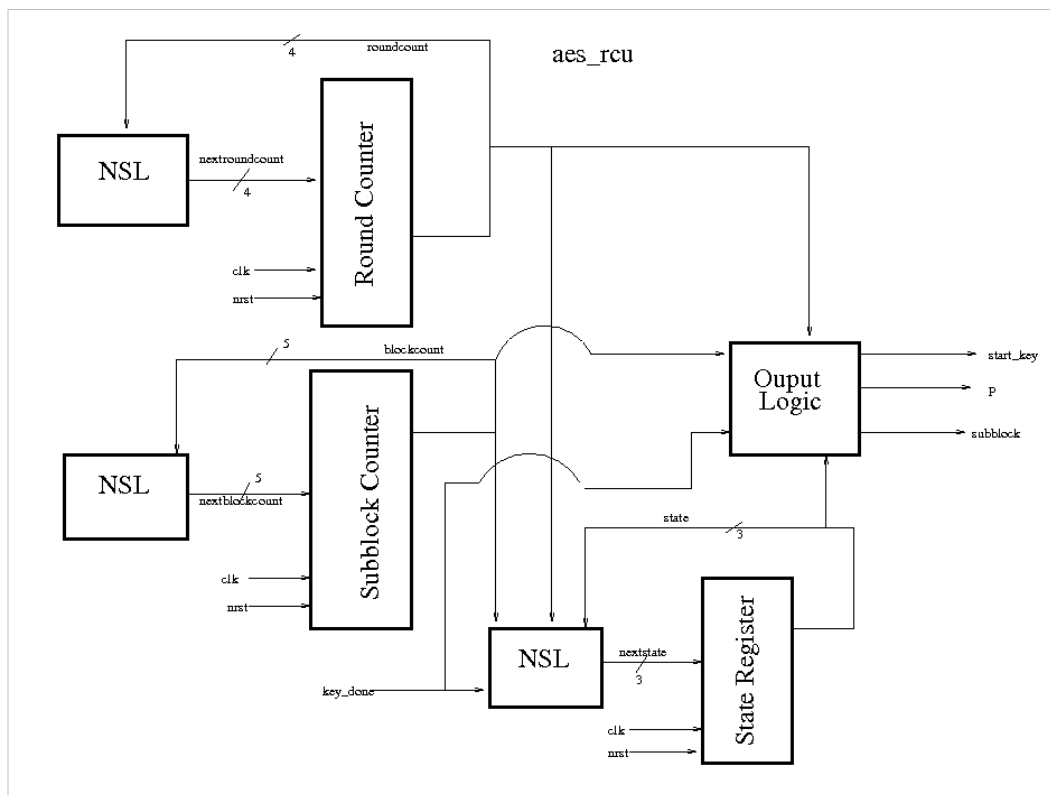 roundcount
4
aes_rcu
NSL
nextroundcount
4
Round Counter
clk
nrst
5
blockcount
Ouput
Logic
start_key
P
subblock
NSL
5
nextblockcount
Subblock Counter
clk
nrst
state
3
NSL
nextstate
3
State Register
key_done
clk
nrst